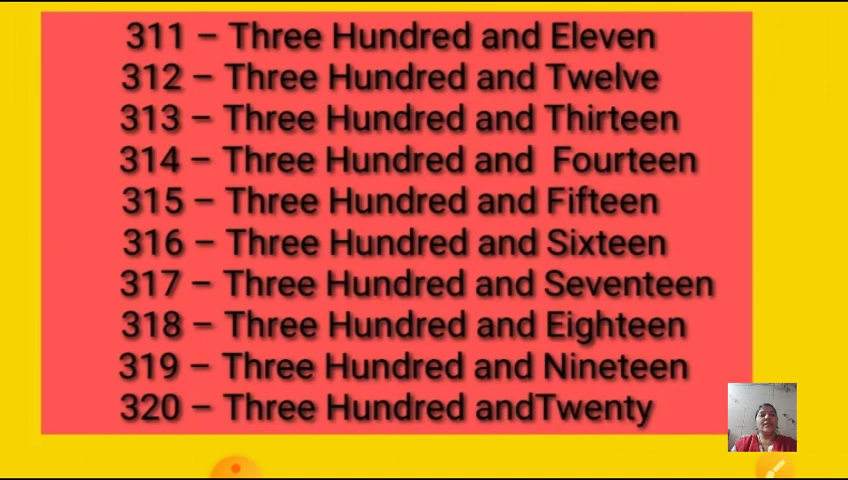 311 – Three Hundred and Eleven
312 – Three Hundred and Twelve
313 – Three Hundred and Thirteen
314 – Three Hundred and  Fourteen
315 – Three Hundred and Fifteen
316 – Three Hundred and Sixteen
317 – Three Hundred and Seventeen
318 – Three Hundred and Eighteen
319 – Three Hundred and Nineteen
320 – Three Hundred andTwenty